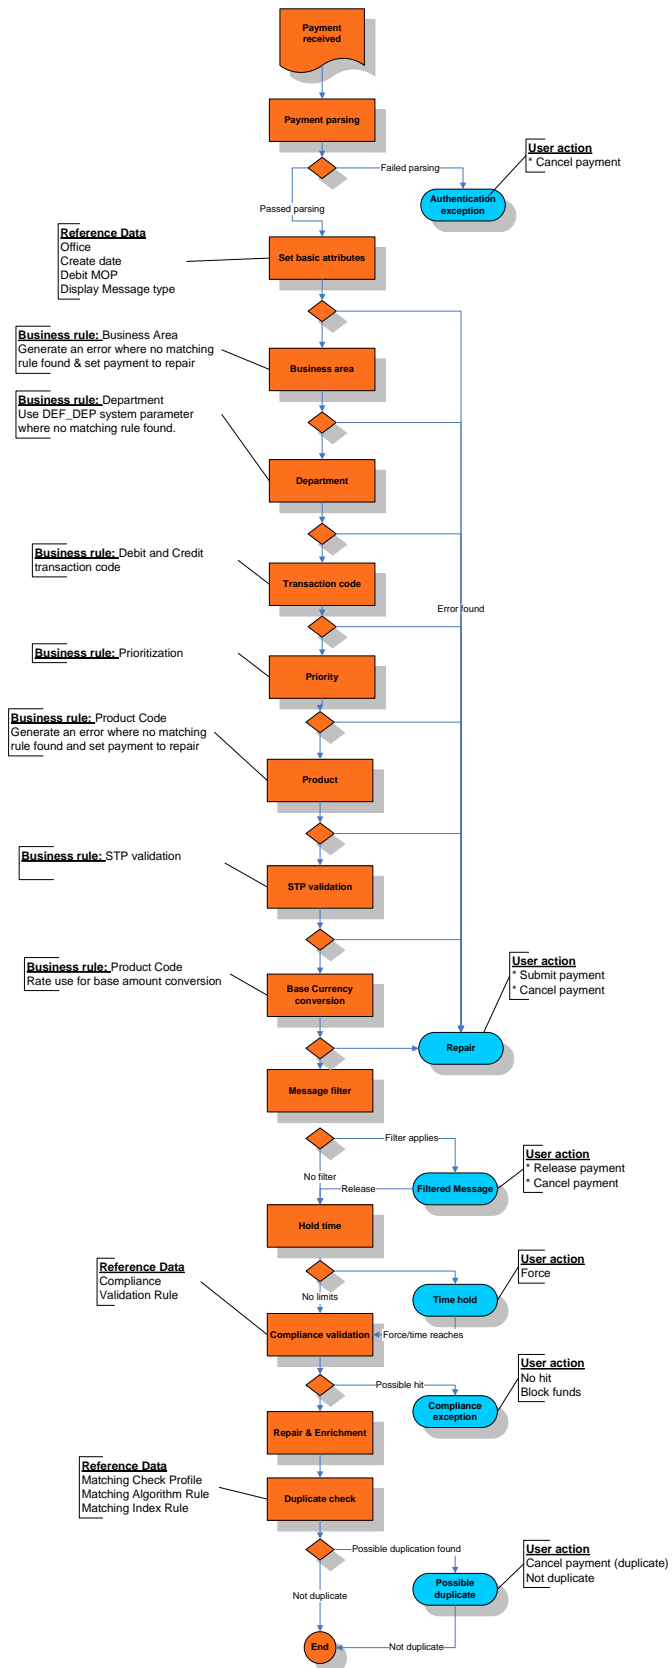 Payment
received
Payment parsing
Failed parsing
User action
* Cancel payment
Authentication
exception
Passed parsing
Reference Data
Office
Create date
Debit MOP
Display Message type
Set basic attributes
Business rule: Business Area
Generate an error where no matching
rule found & set payment to repair
Business area
Business rule: Department
Use DEF_DEP system parameter
where no matching rule found.
Department
Business rule: Debit and Credit
transaction code
Transaction code
Error found
Business rule: Prioritization
Priority
Business rule: Product Code
Generate an error where no matching
rule found and set payment to repair
Product
Business rule: STP validation
STP validation
Business rule: Product Code
Rate use for base amount conversion
Base Currency
conversion
User action
* Submit payment
* Cancel payment
Repair
Message filter
Filter applies
No filter
Release
Filtered Message
User action
* Release payment
* Cancel payment
Hold time
No limits
Time hold
User action
Force
Reference Data
Compliance
Validation Rule
Compliance validation
Force/time reaches
Possible hit
Compliance
exception
User action
No hit
Block funds
Repair & Enrichment
Reference Data
Matching Check Profile
Matching Algorithm Rule
Matching Index Rule
Duplicate check
Possible duplication found
User action
Cancel payment (duplicate)
Not duplicate
Possible
duplicate
Not duplicate
End
Not duplicate